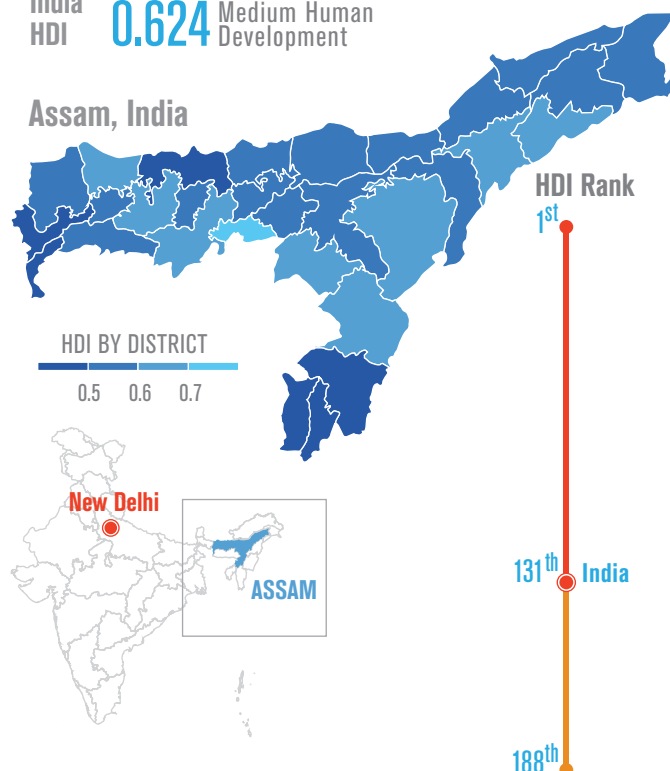 India
HDI
0.624
Medium Human
Development
Assam, India
HDI Rank
1st
HDI BY DISTRICT
0.5 0.6 0.7
New Delhi
ASSAM
131th
India
188th